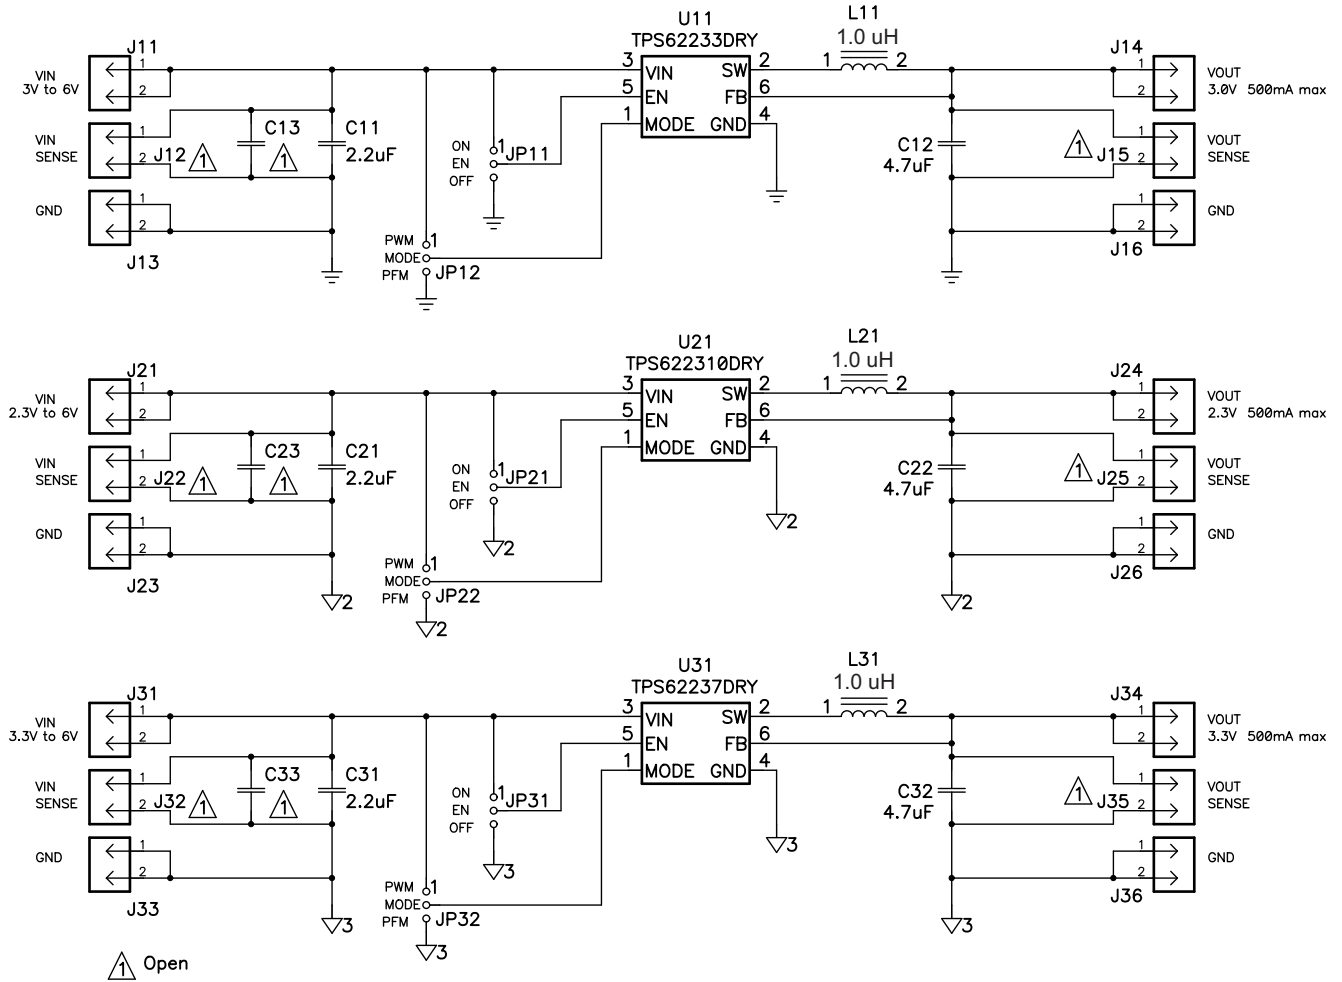 U11
TPS62233DRY
L11
1.0 uH
J11
VIN
3V to 6V
1
2
3 VIN SW 2
5 EN FB 6
1 MODE GND 4
1 2
J14
1
2
VOUT
3.0V 500mA max
VIN
SENSE
1
2 J12 1
C13
1
C11
2.2uF
ON
EN
OFF
1
JP11
C12
4.7uF
1 J15
1
2
VOUT
SENSE
GND
1
2
J13
PWM
MODE
PFM
1
JP12
1
2
J16
GND
U21
TPS622310DRY
L21
1.0 uH
J21
VIN
2.3V to 6V
1
2
3 VIN SW 2
5 EN FB 6
1 MODE GND 4
1 2
J24
1
2
VOUT
2.3V 500mA max
VIN
SENSE
1
2 J22 1
C23
1
C21
2.2uF
ON
EN
OFF
1
JP21
2
2
C22
4.7uF
1 J25
1
2
VOUT
SENSE
GND
1
2
J23
2
PWM
MODE
PFM
1
JP22
2
2
1
2
J26
GND
U31
TPS62237DRY
L31
1.0 uH
J31
VIN
3.3V to 6V
1
2
3 VIN SW 2
5 EN FB 6
1 MODE GND 4
1 2
J34
1
2
VOUT
3.3V 500mA max
VIN
SENSE
1
2 J32 1
C33
1
C31
2.2uF
ON
EN
OFF
1
JP31
3
3
C32
4.7uF
1 J35
1
2
VOUT
SENSE
GND
1
2
J33
3
PWM
MODE
PFM
1
JP32
3
3
1
2
J36
GND
1 Open